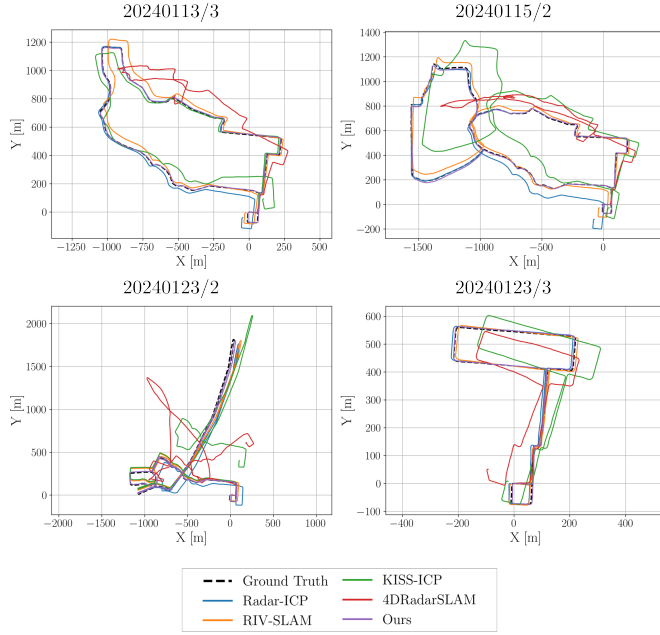 20240113/3
1200
1000
800
600
400
200
0
Y [m]
−1250 −1000 −750 −500 −250 0 250 500
X [m]
20240115/2
1400
1200
1000
800
600
400
200
0
−200
Y [m]
−1500 −1000 −500 0
X [m]
20240123/2
2000
1500
1000
500
0
Y [m]
−2000 −1500 −1000 −500 0 500 1000
X [m]
20240123/3
600
500
400
300
200
100
0
−100
Y [m]
−400 −200 0 200 400
X [m]
Ground Truth
Radar-ICP
RIV-SLAM
KISS-ICP
4DRadarSLAM
Ours